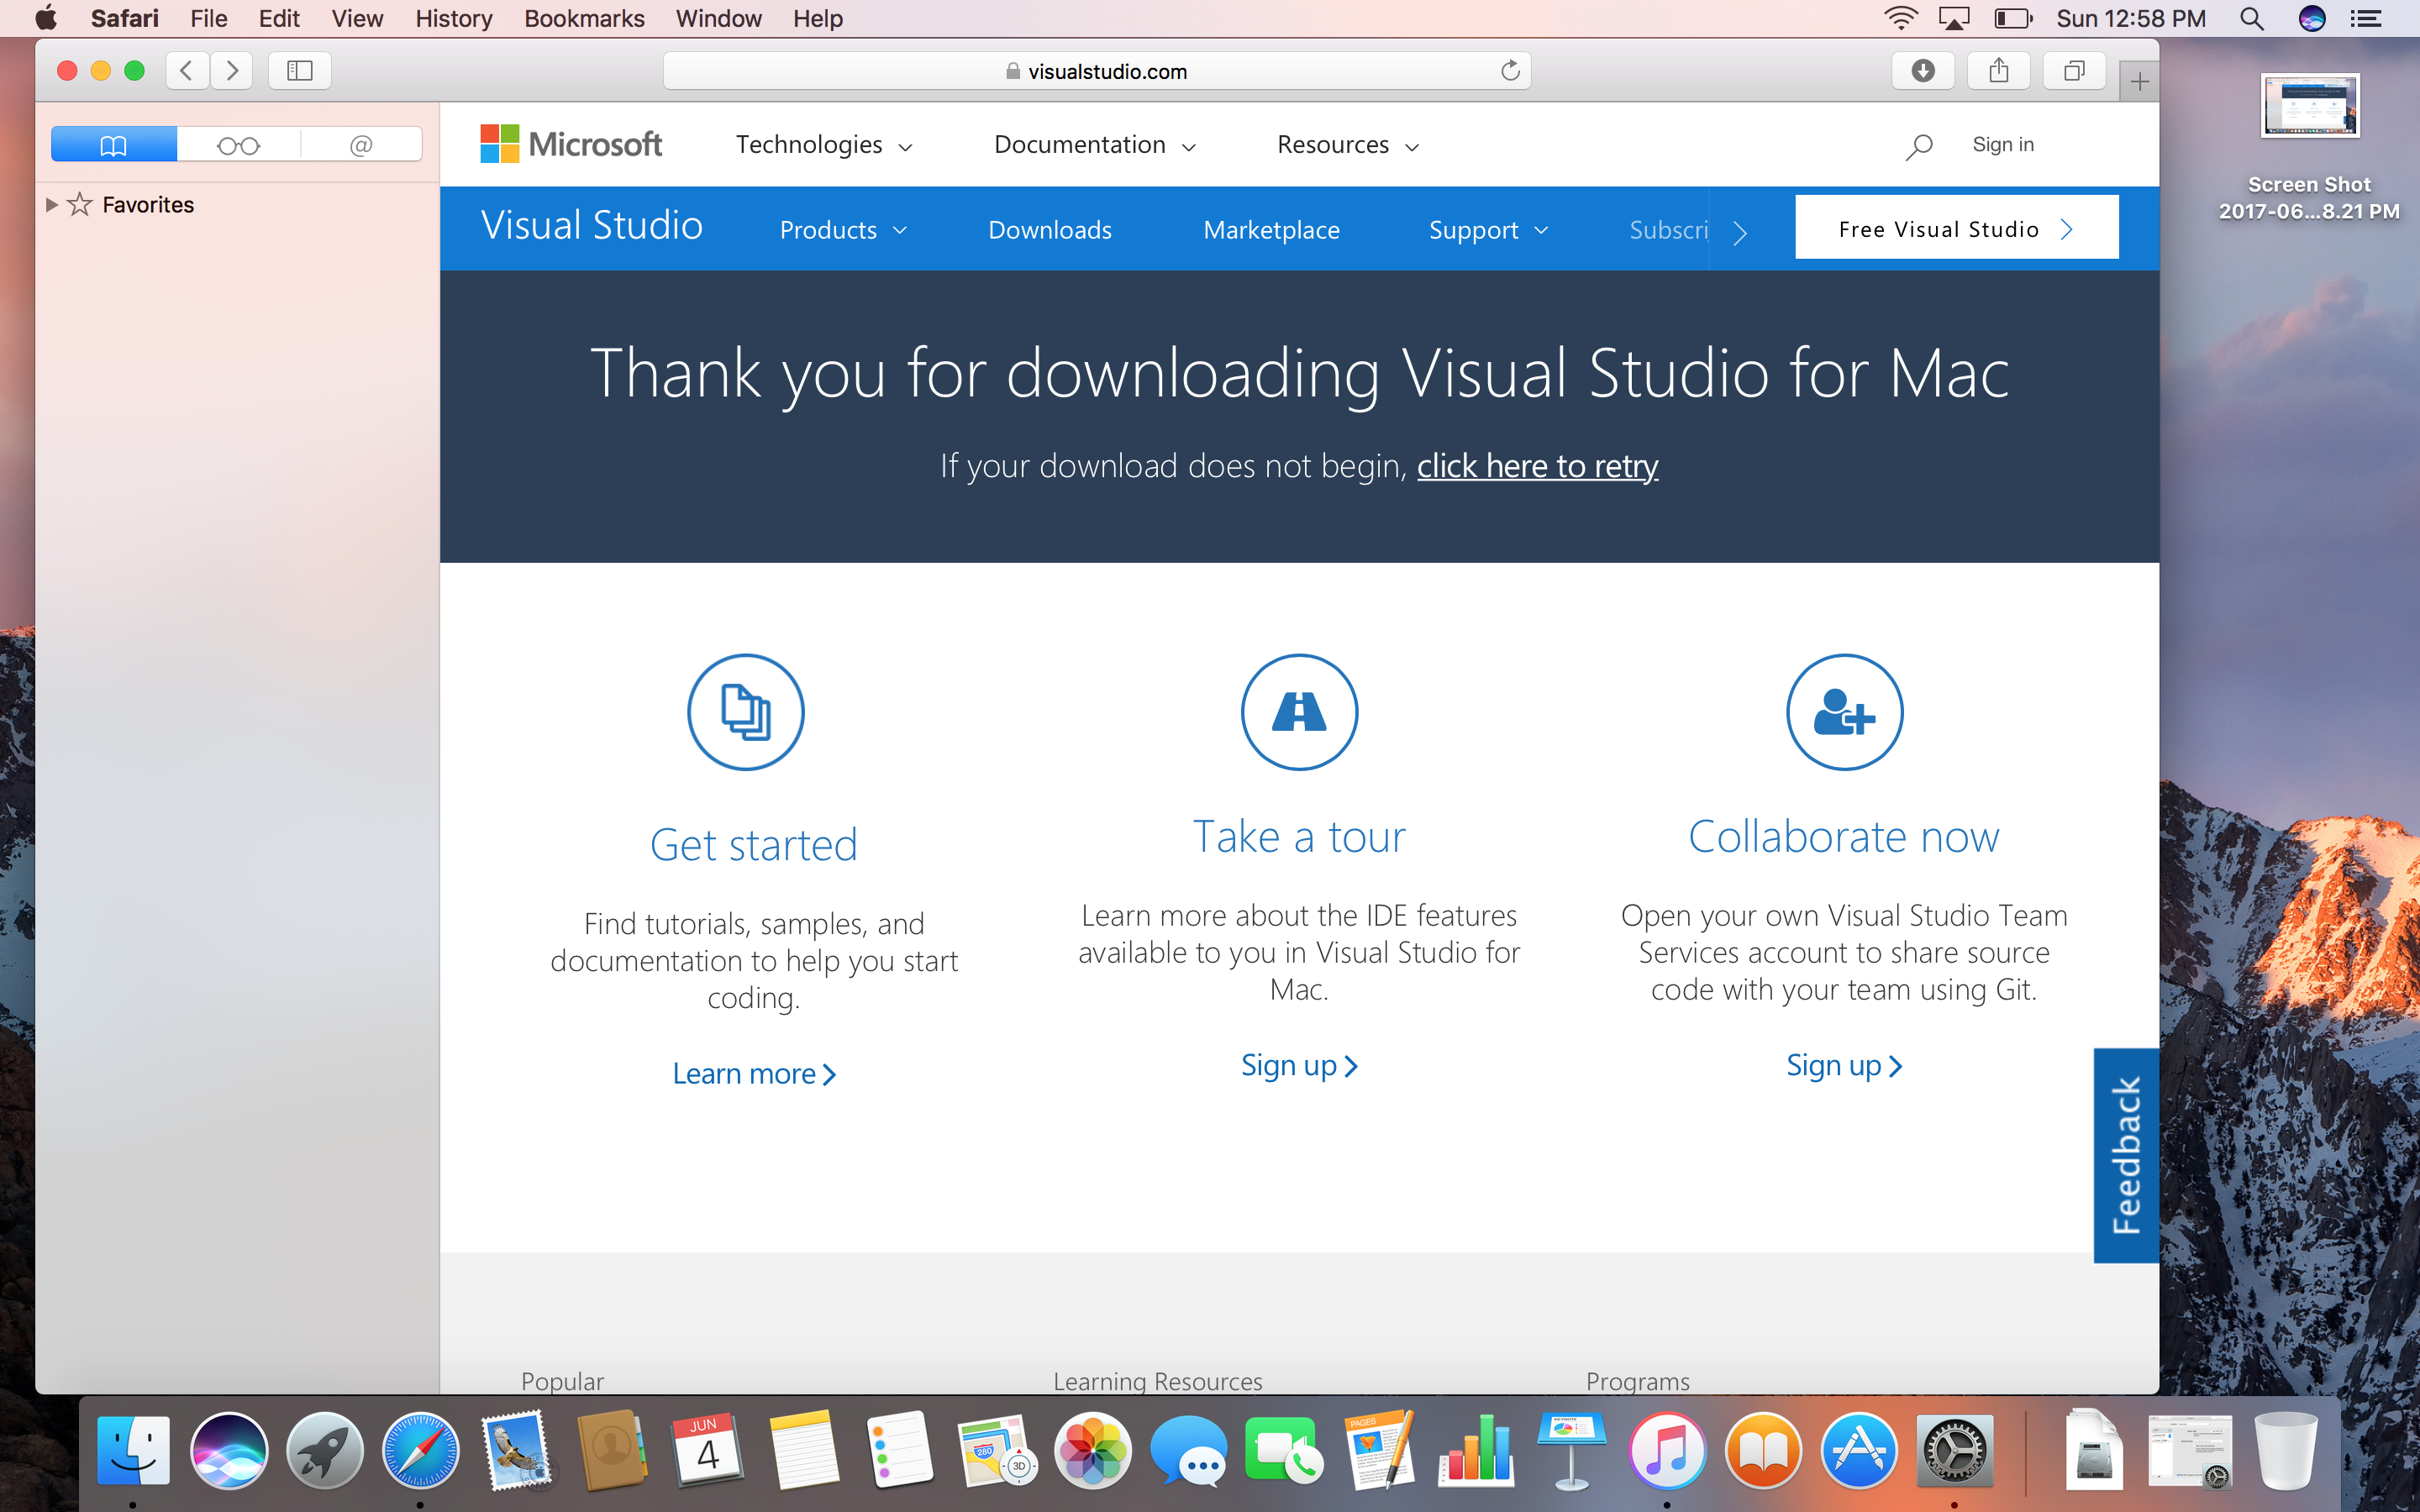 Safari File Edit View History Bookmarks Window Help
Sun 12:58 PM
visualstudio.com
Screen Shot
2017-06...8.21 PM
@
Favorites
Microsoft Technologies Documentation Resources Sign in
Visual Studio Products Downloads Marketplace Support Subscri Free Visual Studio
Thank you for downloading Visual Studio for Mac
If your download does not begin, click here to retry
Get started
Find tutorials, samples, and
documentation to help you start
coding.
Learn more
Take a tour
Learn more about the IDE features
available to you in Visual Studio for
Mac.
Sign up
Collaborate now
Open your own Visual Studio Team
Services account to share source
code with your team using Git.
Sign up
Feedback
Popular Learning Resources Programs
JUN
4
280
3D
PAGES
KEYNOTE